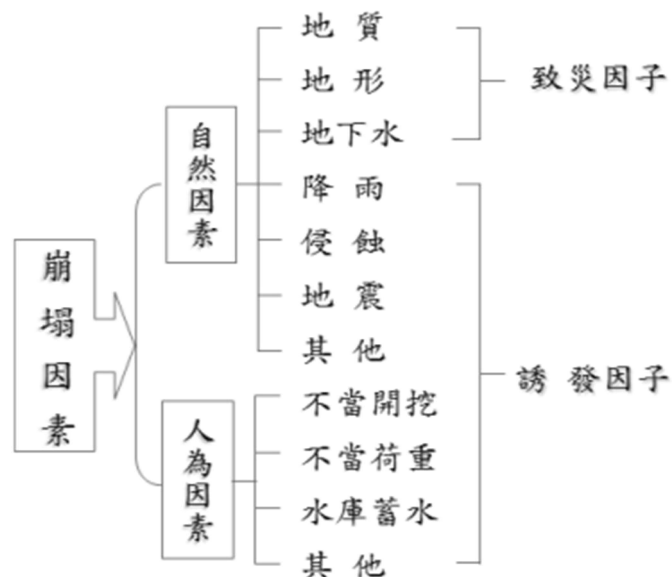 崩塌因素
自然因素
地質
地形
地下水
降雨
侵蝕
地震
其他
人為因素
不當開挖
不當荷重
水庫蓄水
其他
致災因子
誘發因子